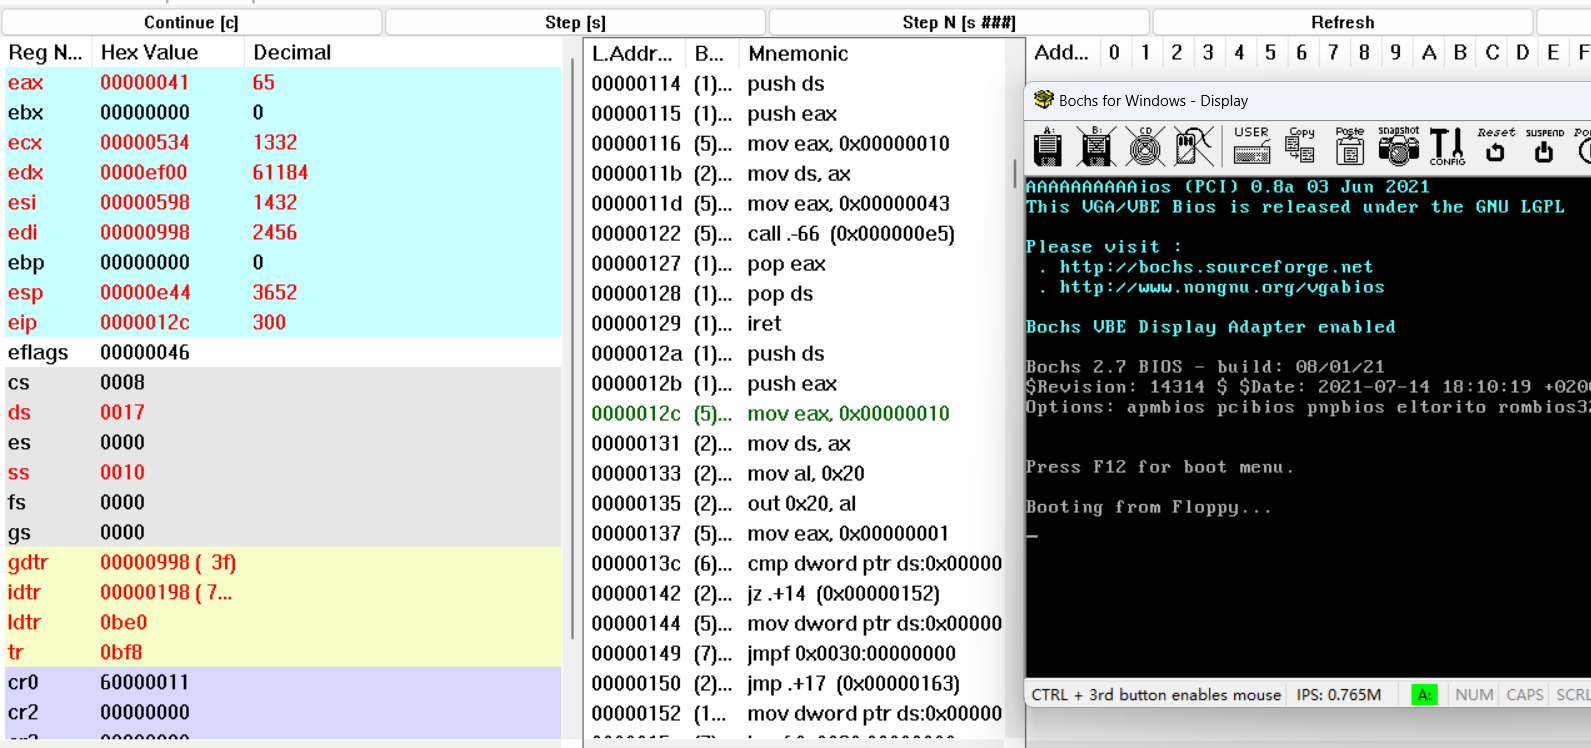 Continue [c] Step [s] Step N [s ###] Refresh
Reg N... Hex Value Decimal
eax 00000041 65
ebx 00000000 0
ecx 00000534 1332
edx 0000ef00 61184
esi 00000598 1432
edi 00000998 2456
ebp 00000000 0
esp 00000e44 3652
eip 0000012c 300
eflags 00000046
cs 0008
ds 0017
es 0000
ss 0010
fs 0000
gs 0000
gdtr 00000998 ( 3f)
idtr 00000198 ( 7...
ldtr 0be0
tr 0bf8
cr0 60000011
cr2 00000000
L.Addr... B... Mnemonic
00000114 (1)... push ds
00000115 (1)... push eax
00000116 (5)... mov eax, 0x00000010
0000011b (2)... mov ds, ax
0000011d (5)... mov eax, 0x00000043
00000122 (5)... call .-66 (0x000000e5)
00000127 (1)... pop eax
00000128 (1)... pop ds
00000129 (1)... iret
0000012a (1)... push ds
0000012b (1)... push eax
0000012c (5)... mov eax, 0x00000010
00000131 (2)... mov ds, ax
00000133 (2)... mov al, 0x20
00000135 (2)... out 0x20, al
00000137 (5)... mov eax, 0x00000001
0000013c (6)... cmp dword ptr ds:0x00000
00000142 (2)... jz .+14 (0x00000152)
00000144 (5)... mov dword ptr ds:0x00000
00000149 (7)... jmpf 0x0030:00000000
00000150 (2)... jmp .+17 (0x00000163)
00000152 (1... mov dword ptr ds:0x00000
Add... 0 1 2 3 4 5 6 7 8 9 A B C D E F
Bochs for Windows - Display
A: B: CD USER Copy Paste snapshot CONFIG Reset SUSPEND
AAAAAAAAAAAios (PCI) 0.8a 03 Jun 2021
This VGA/VBE Bios is released under the GNU LGPL
Please visit :
. http://bochs.sourceforge.net
. http://www.nongnu.org/vgabios
Bochs VBE Display Adapter enabled
Bochs 2.7 BIOS - build: 08/01/21
$Revision: 14314 $ $Date: 2021-07-14 18:10:19 +020
Options: apmbios pcibios pnpbios eltorito rombios32
Press F12 for boot menu.
Booting from Floppy...
CTRL + 3rd button enables mouse IPS: 0.765M A: NUM CAPS SCRL